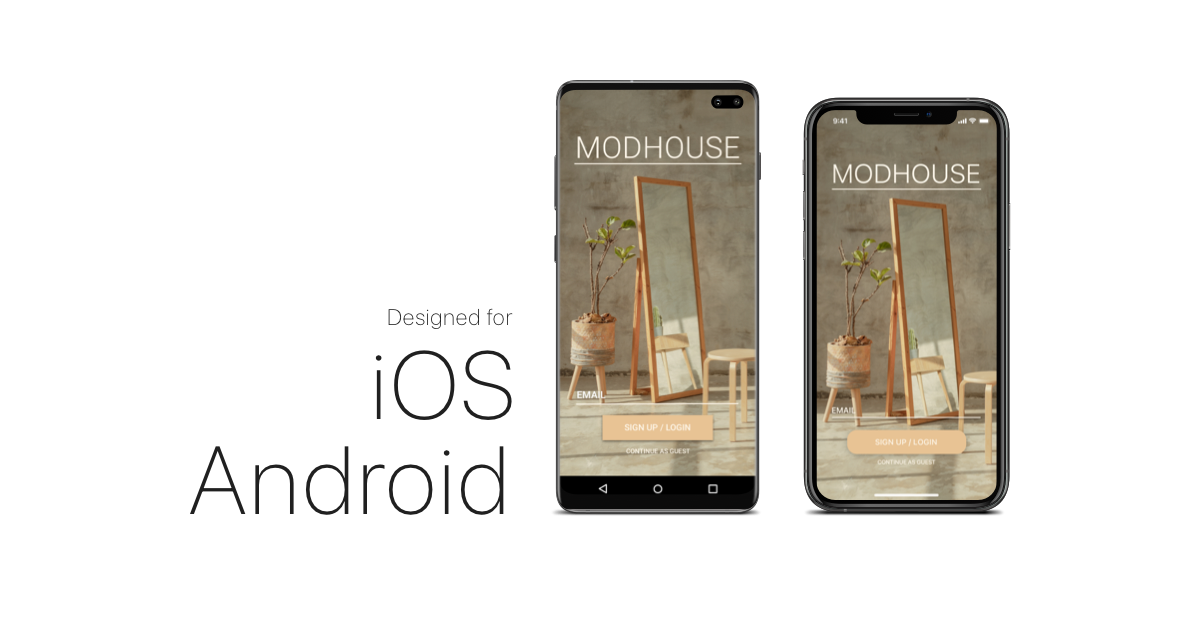 Designed for
iOS
Android
MODHOUSE
EMAIL
SIGN UP / LOGIN
CONTINUE AS GUEST
9:41
MODHOUSE
EMAIL
SIGN UP / LOGIN
CONTINUE AS GUEST